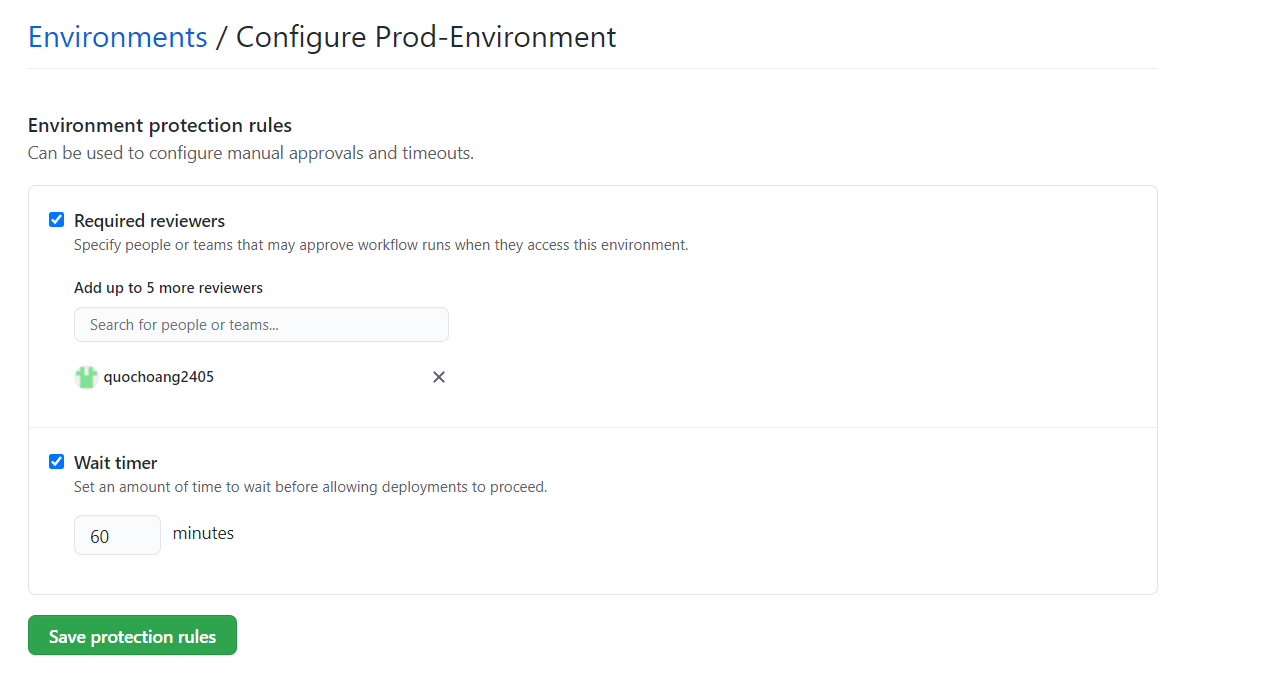 Environments / Configure Prod-Environment
Environment protection rules
Can be used to configure manual approvals and timeouts.
Required reviewers
Specify people or teams that may approve workflow runs when they access this environment.
Add up to 5 more reviewers
Search for people or teams...
quochoang2405
Wait timer
Set an amount of time to wait before allowing deployments to proceed.
60 minutes
Save protection rules